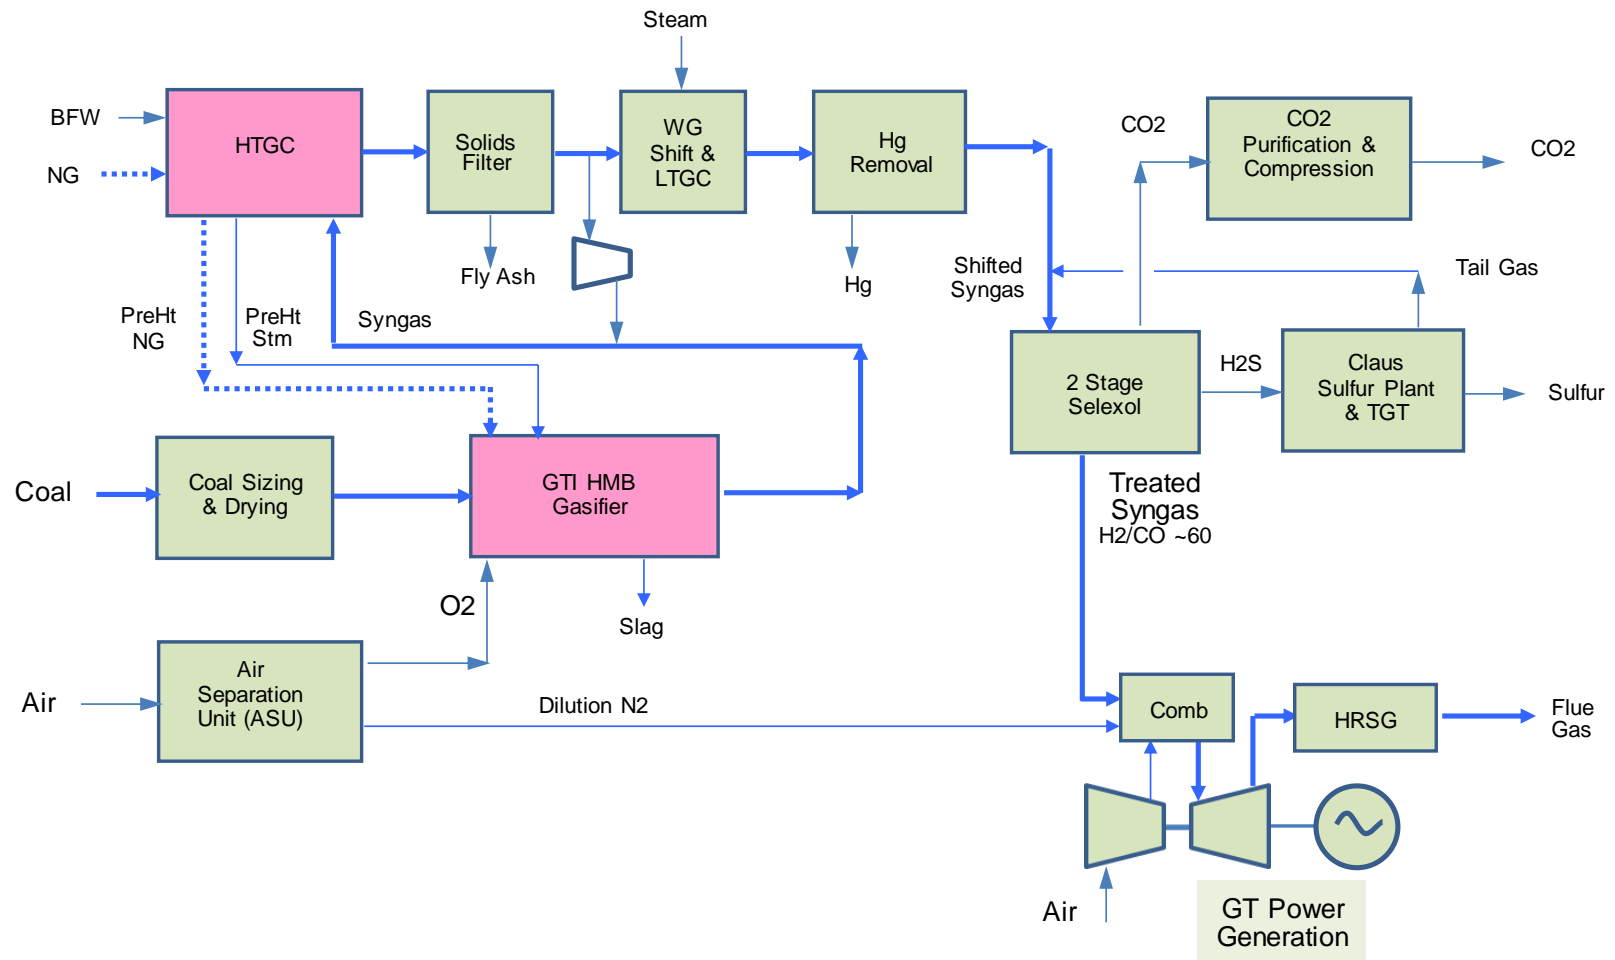 Steam
BFW
NG
HTGC
Solids
Filter
WG
Shift &
LTGC
Hg
Removal
CO2
CO2
Purification &
Compression
CO2
Fly Ash
Hg
Shifted
Syngas
Tail Gas
PreHt
NG
PreHt
Stm
Syngas
2 Stage
Selexol
H2S
Claus
Sulfur Plant
& TGT
Sulfur
Coal
Coal Sizing
& Drying
GTI HMB
Gasifier
Treated
Syngas
H2/CO ~60
O2
Slag
Air
Air
Separation
Unit (ASU)
Dilution N2
Comb
HRSG
Flue
Gas
Air
GT Power
Generation